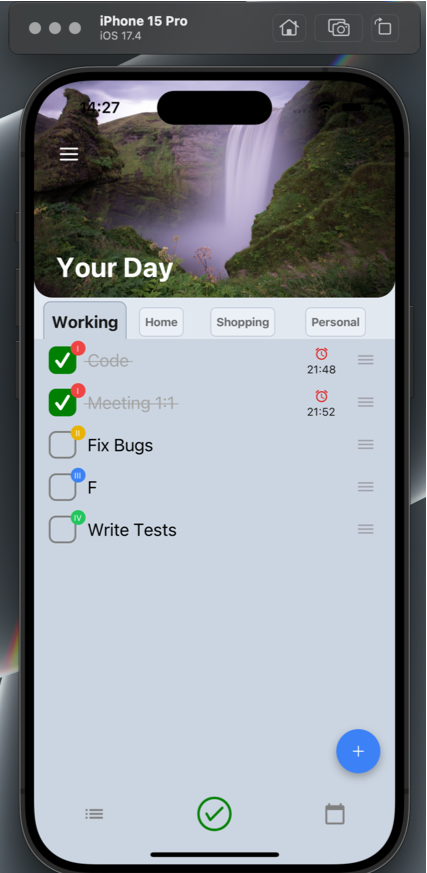 iPhone 15 Pro
iOS 17.4
14:27
Your Day
Working
Home
Shopping
Personal
I
Code
21:48
I
Meeting 1:1
21:52
II
Fix Bugs
III
F
IV
Write Tests
+